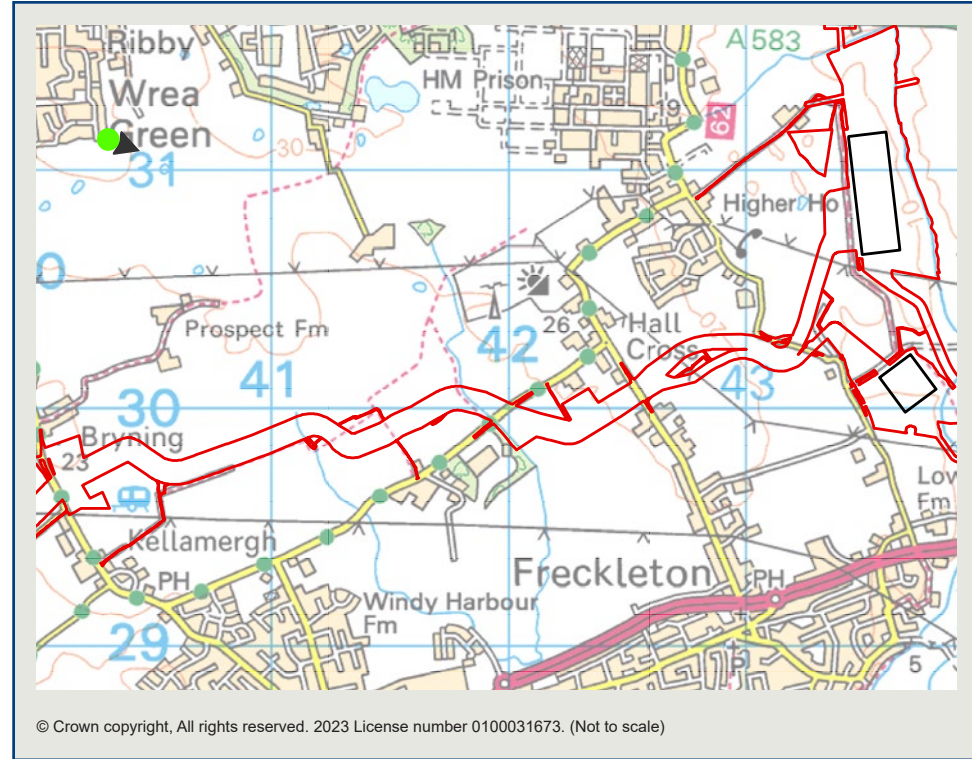 Ribby
A 583
HM Prison
Wrea
Green
19
62
30
31
Higher Ho
0
Prospect Fm
26
Hall
Cross
42
41
43
30
Bryning
23
Low
Fm
Kellamergh
Freckleton
PH
PH
Windy Harbour
Fm
29
5
© Crown copyright, All rights reserved. 2023 License number 0100031673. (Not to scale)